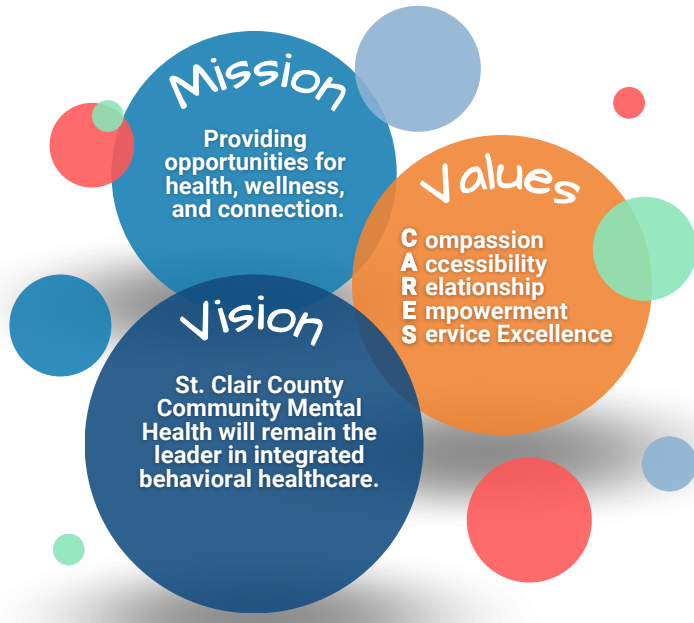 Mission
Providing
opportunities for
health, wellness,
and connection.
Values
Compassion
Accessibility
Relationship
Empowerment
Service Excellence
Vision
St. Clair County
Community Mental
Health will remain the
leader in integrated
behavioral healthcare.